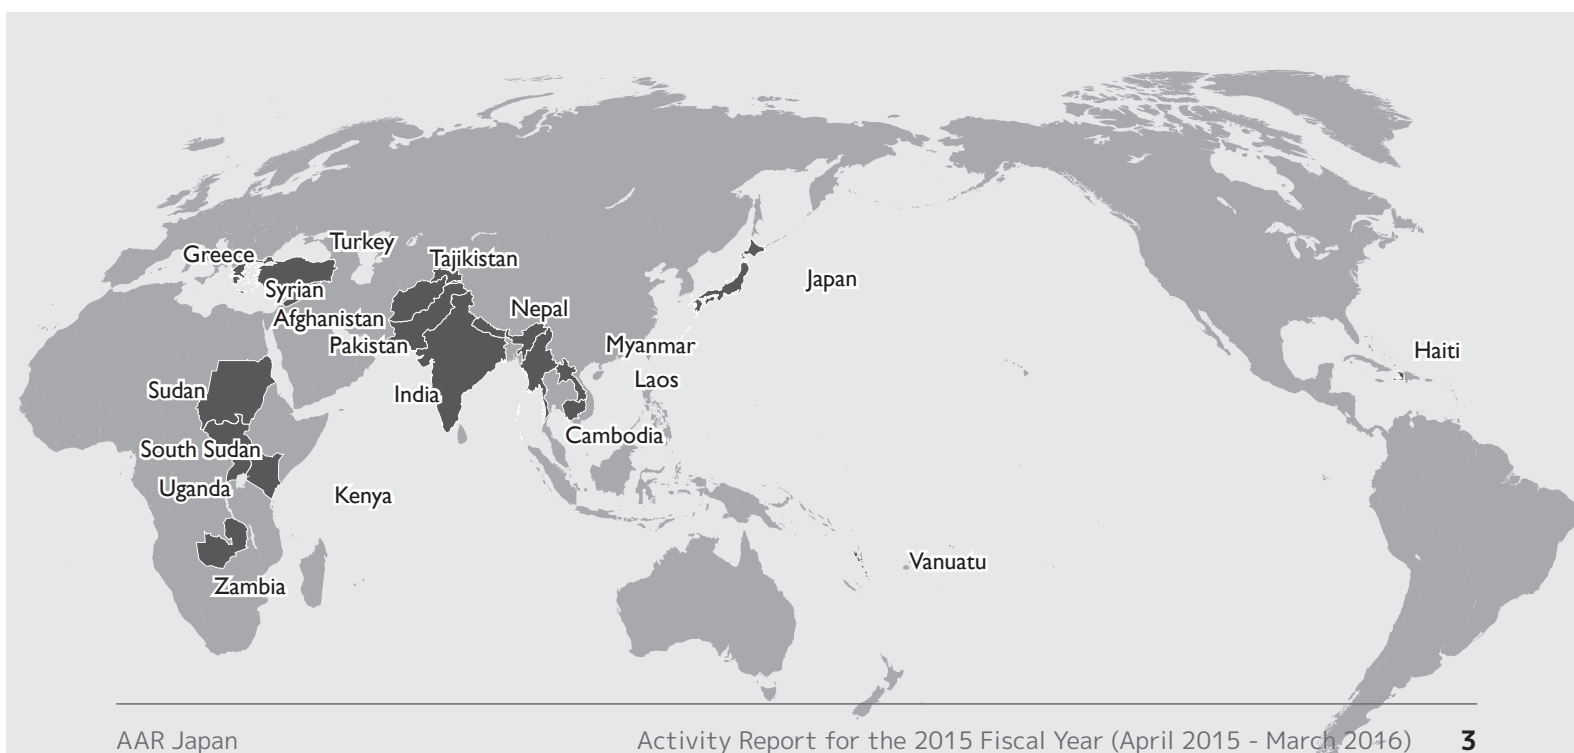 Turkey
Greece
Tajikistan
Japan
Syrian
Nepal
Afghanistan
Pakistan
Myanmar
Haiti
Laos
Sudan
India
Cambodia
South Sudan
Uganda
Kenya
Vanuatu
Zambia
AAR Japan
Activity Report for the 2015 Fiscal Year (April 2015 - March 2016) 3